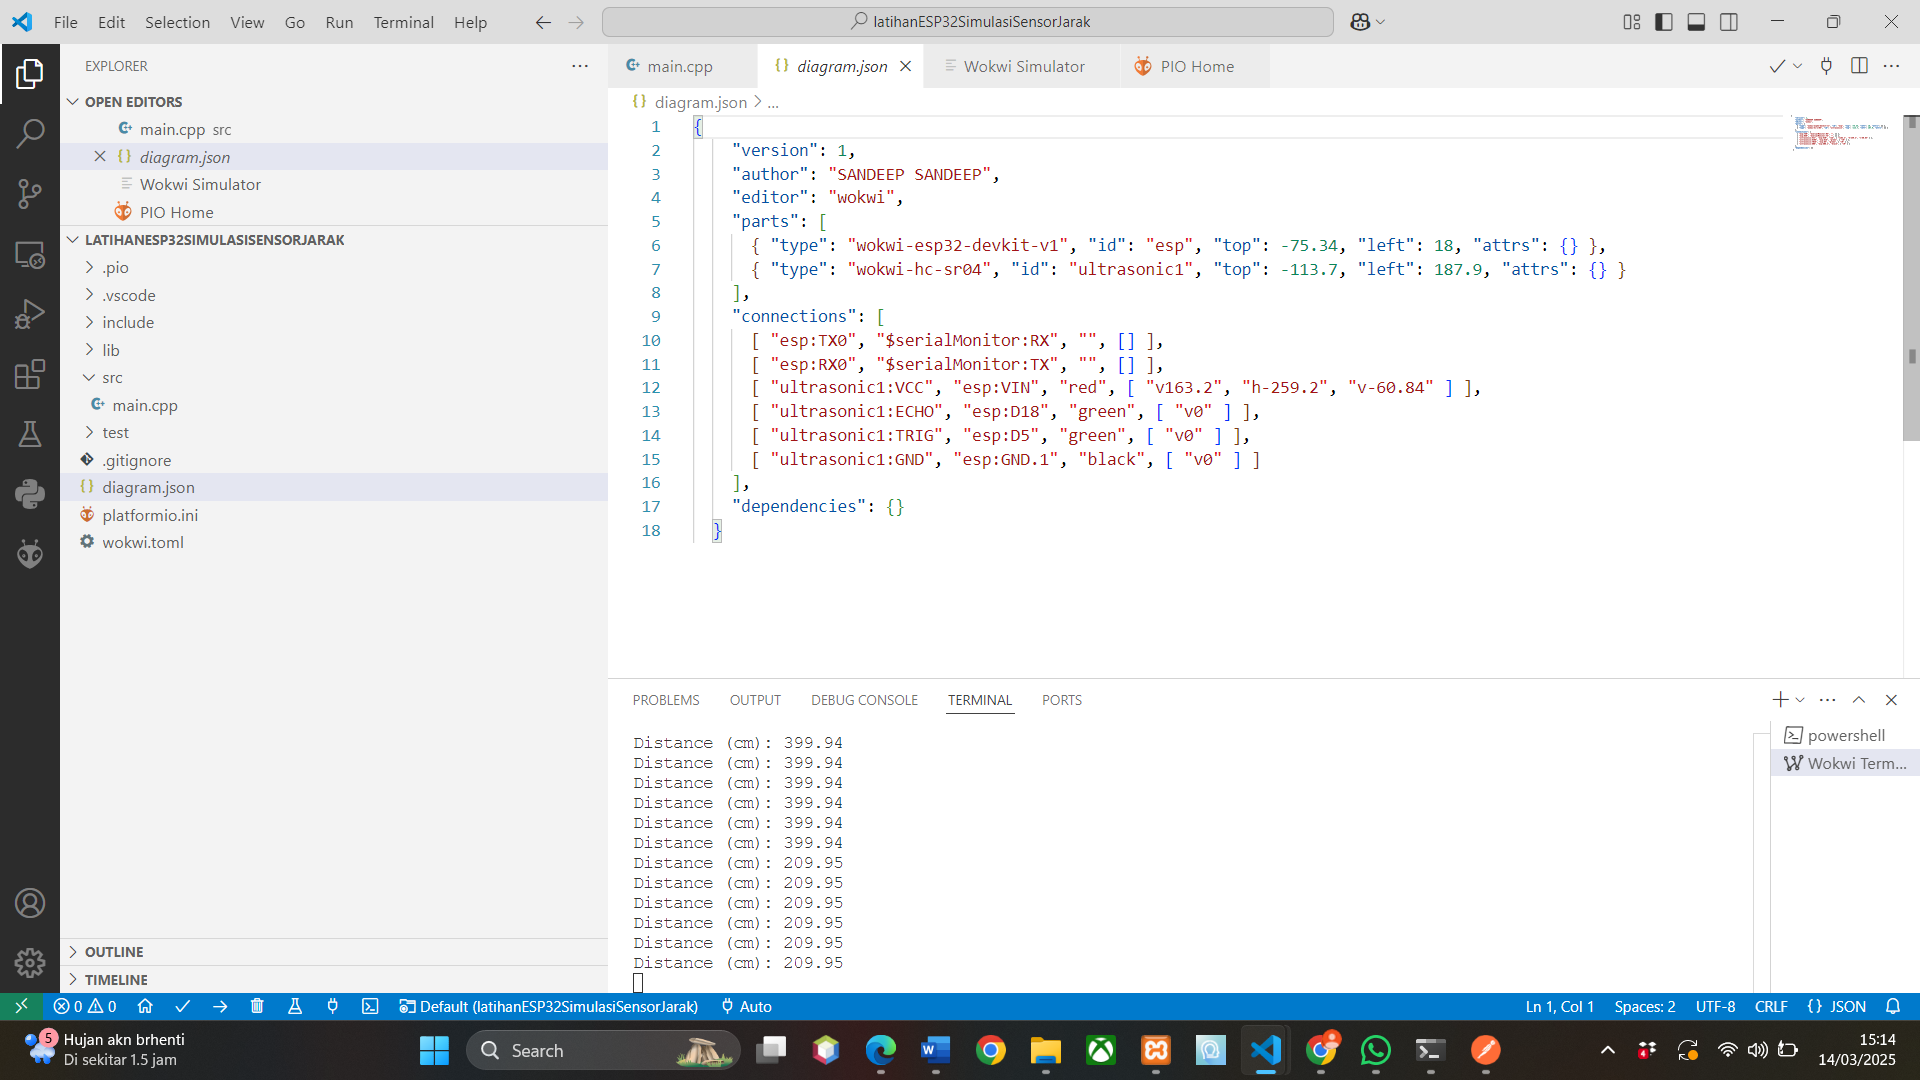 File Edit Selection View Go Run Terminal Help
latihanESP32SimulasiSensorJarak
EXPLORER
OPEN EDITORS
main.cpp src
diagram.json
Wokwi Simulator
PIO Home
LATIHANESP32SIMULASISENSORJARAK
.pio
.vscode
include
lib
src
main.cpp
test
.gitignore
diagram.json
platformio.ini
wokwi.toml
OUTLINE
TIMELINE
main.cpp diagram.json Wokwi Simulator PIO Home
diagram.json > ...
1 {
2 "version": 1,
3 "author": "SANDEEP SANDEEP",
4 "editor": "wokwi",
5 "parts": [
6 { "type": "wokwi-esp32-devkit-v1", "id": "esp", "top": -75.34, "left": 18, "attrs": {} },
7 { "type": "wokwi-hc-sr04", "id": "ultrasonic1", "top": -113.7, "left": 187.9, "attrs": {} }
8 ],
9 "connections": [
10 [ "esp:TX0", "$serialMonitor:RX", "", [] ],
11 [ "esp:RX0", "$serialMonitor:TX", "", [] ],
12 [ "ultrasonic1:VCC", "esp:VIN", "red", [ "v163.2", "h-259.2", "v-60.84" ] ],
13 [ "ultrasonic1:ECHO", "esp:D18", "green", [ "v0" ] ],
14 [ "ultrasonic1:TRIG", "esp:D5", "green", [ "v0" ] ],
15 [ "ultrasonic1:GND", "esp:GND.1", "black", [ "v0" ] ]
16 ],
17 "dependencies": {}
18 }
PROBLEMS OUTPUT DEBUG CONSOLE TERMINAL PORTS
Distance (cm): 399.94
Distance (cm): 399.94
Distance (cm): 399.94
Distance (cm): 399.94
Distance (cm): 399.94
Distance (cm): 399.94
Distance (cm): 209.95
Distance (cm): 209.95
Distance (cm): 209.95
Distance (cm): 209.95
Distance (cm): 209.95
Distance (cm): 209.95
powershell
Wokwi Term...
0 0 Default (latihanESP32SimulasiSensorJarak) Auto Ln 1, Col 1 Spaces: 2 UTF-8 CRLF {} JSON
5 Hujan akn brhenti
Di sekitar 1.5 jam
Search
15:14
14/03/2025